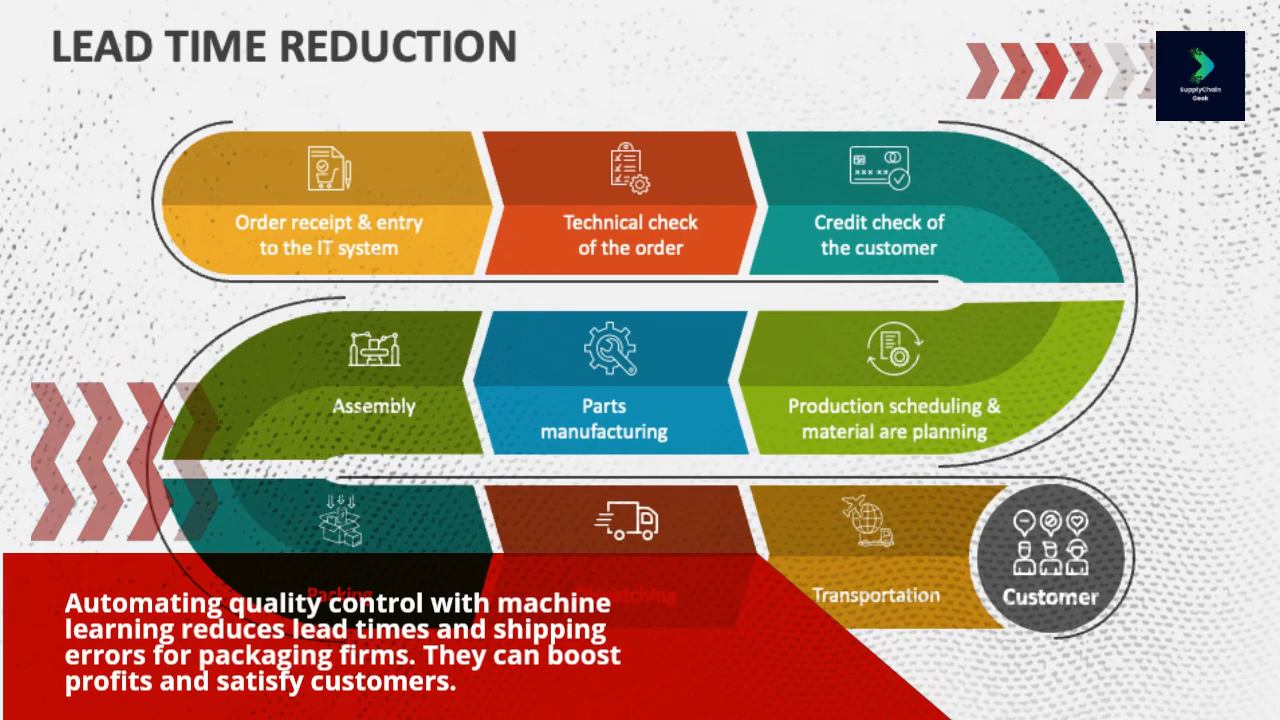 LEAD TIME REDUCTION
SupplyChain
Geek
Order receipt & entry
to the IT system
Technical check
of the order
Credit check of
the customer
Assembly
Parts
manufacturing
Production scheduling &
material are planning
Packing
Transportation
Customer
Automating quality control with machine
learning reduces lead times and shipping
errors for packaging firms. They can boost
profits and satisfy customers.